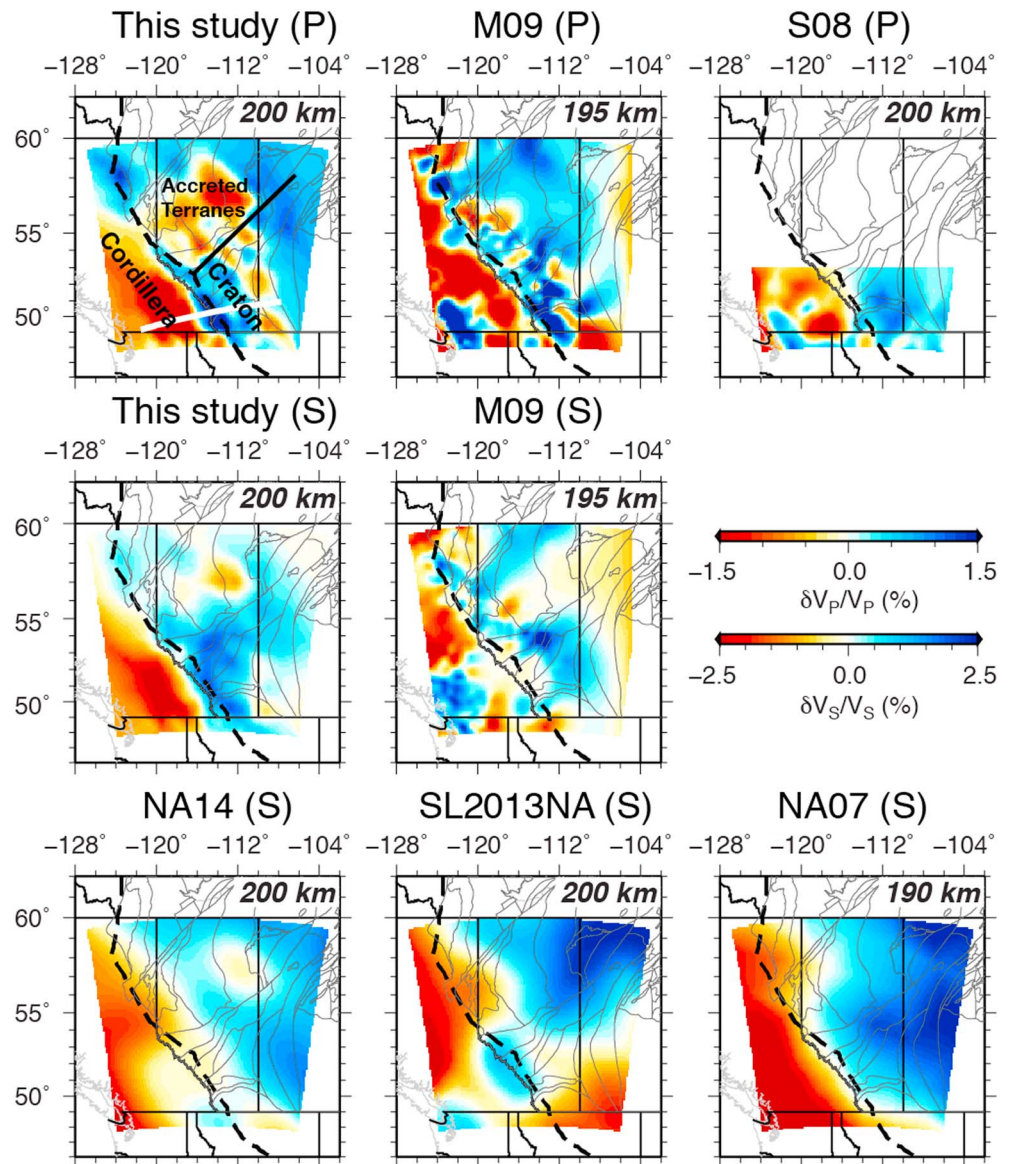 This study (P) M09 (P) S08 (P)
−128˚ −120˚ −112˚ −104˚ −128˚ −120˚ −112˚ −104˚ −128˚ −120˚ −112˚ −104˚
200 km 195 km 200 km
60˚
Accreted
Terranes
55˚
Cordillera
Craton
50˚
This study (S) M09 (S)
−128˚ −120˚ −112˚ −104˚ −128˚ −120˚ −112˚ −104˚
200 km 195 km
60˚
55˚
50˚
−1.5 0.0 1.5
δVP/VP (%)
−2.5 0.0 2.5
δVS/VS (%)
NA14 (S) SL2013NA (S) NA07 (S)
−128˚ −120˚ −112˚ −104˚ −128˚ −120˚ −112˚ −104˚ −128˚ −120˚ −112˚ −104˚
200 km 200 km 190 km
60˚
55˚
50˚